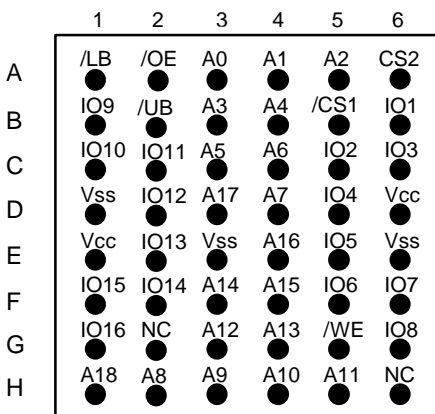 1 2 3 4 5 6
A /LB /OE A0 A1 A2 CS2
B IO9 /UB A3 A4 /CS1 IO1
C IO10 IO11 A5 A6 IO2 IO3
D Vss IO12 A17 A7 IO4 Vcc
E Vcc IO13 Vss A16 IO5 Vss
F IO15 IO14 A14 A15 IO6 IO7
G IO16 NC A12 A13 /WE IO8
H A18 A8 A9 A10 A11 NC